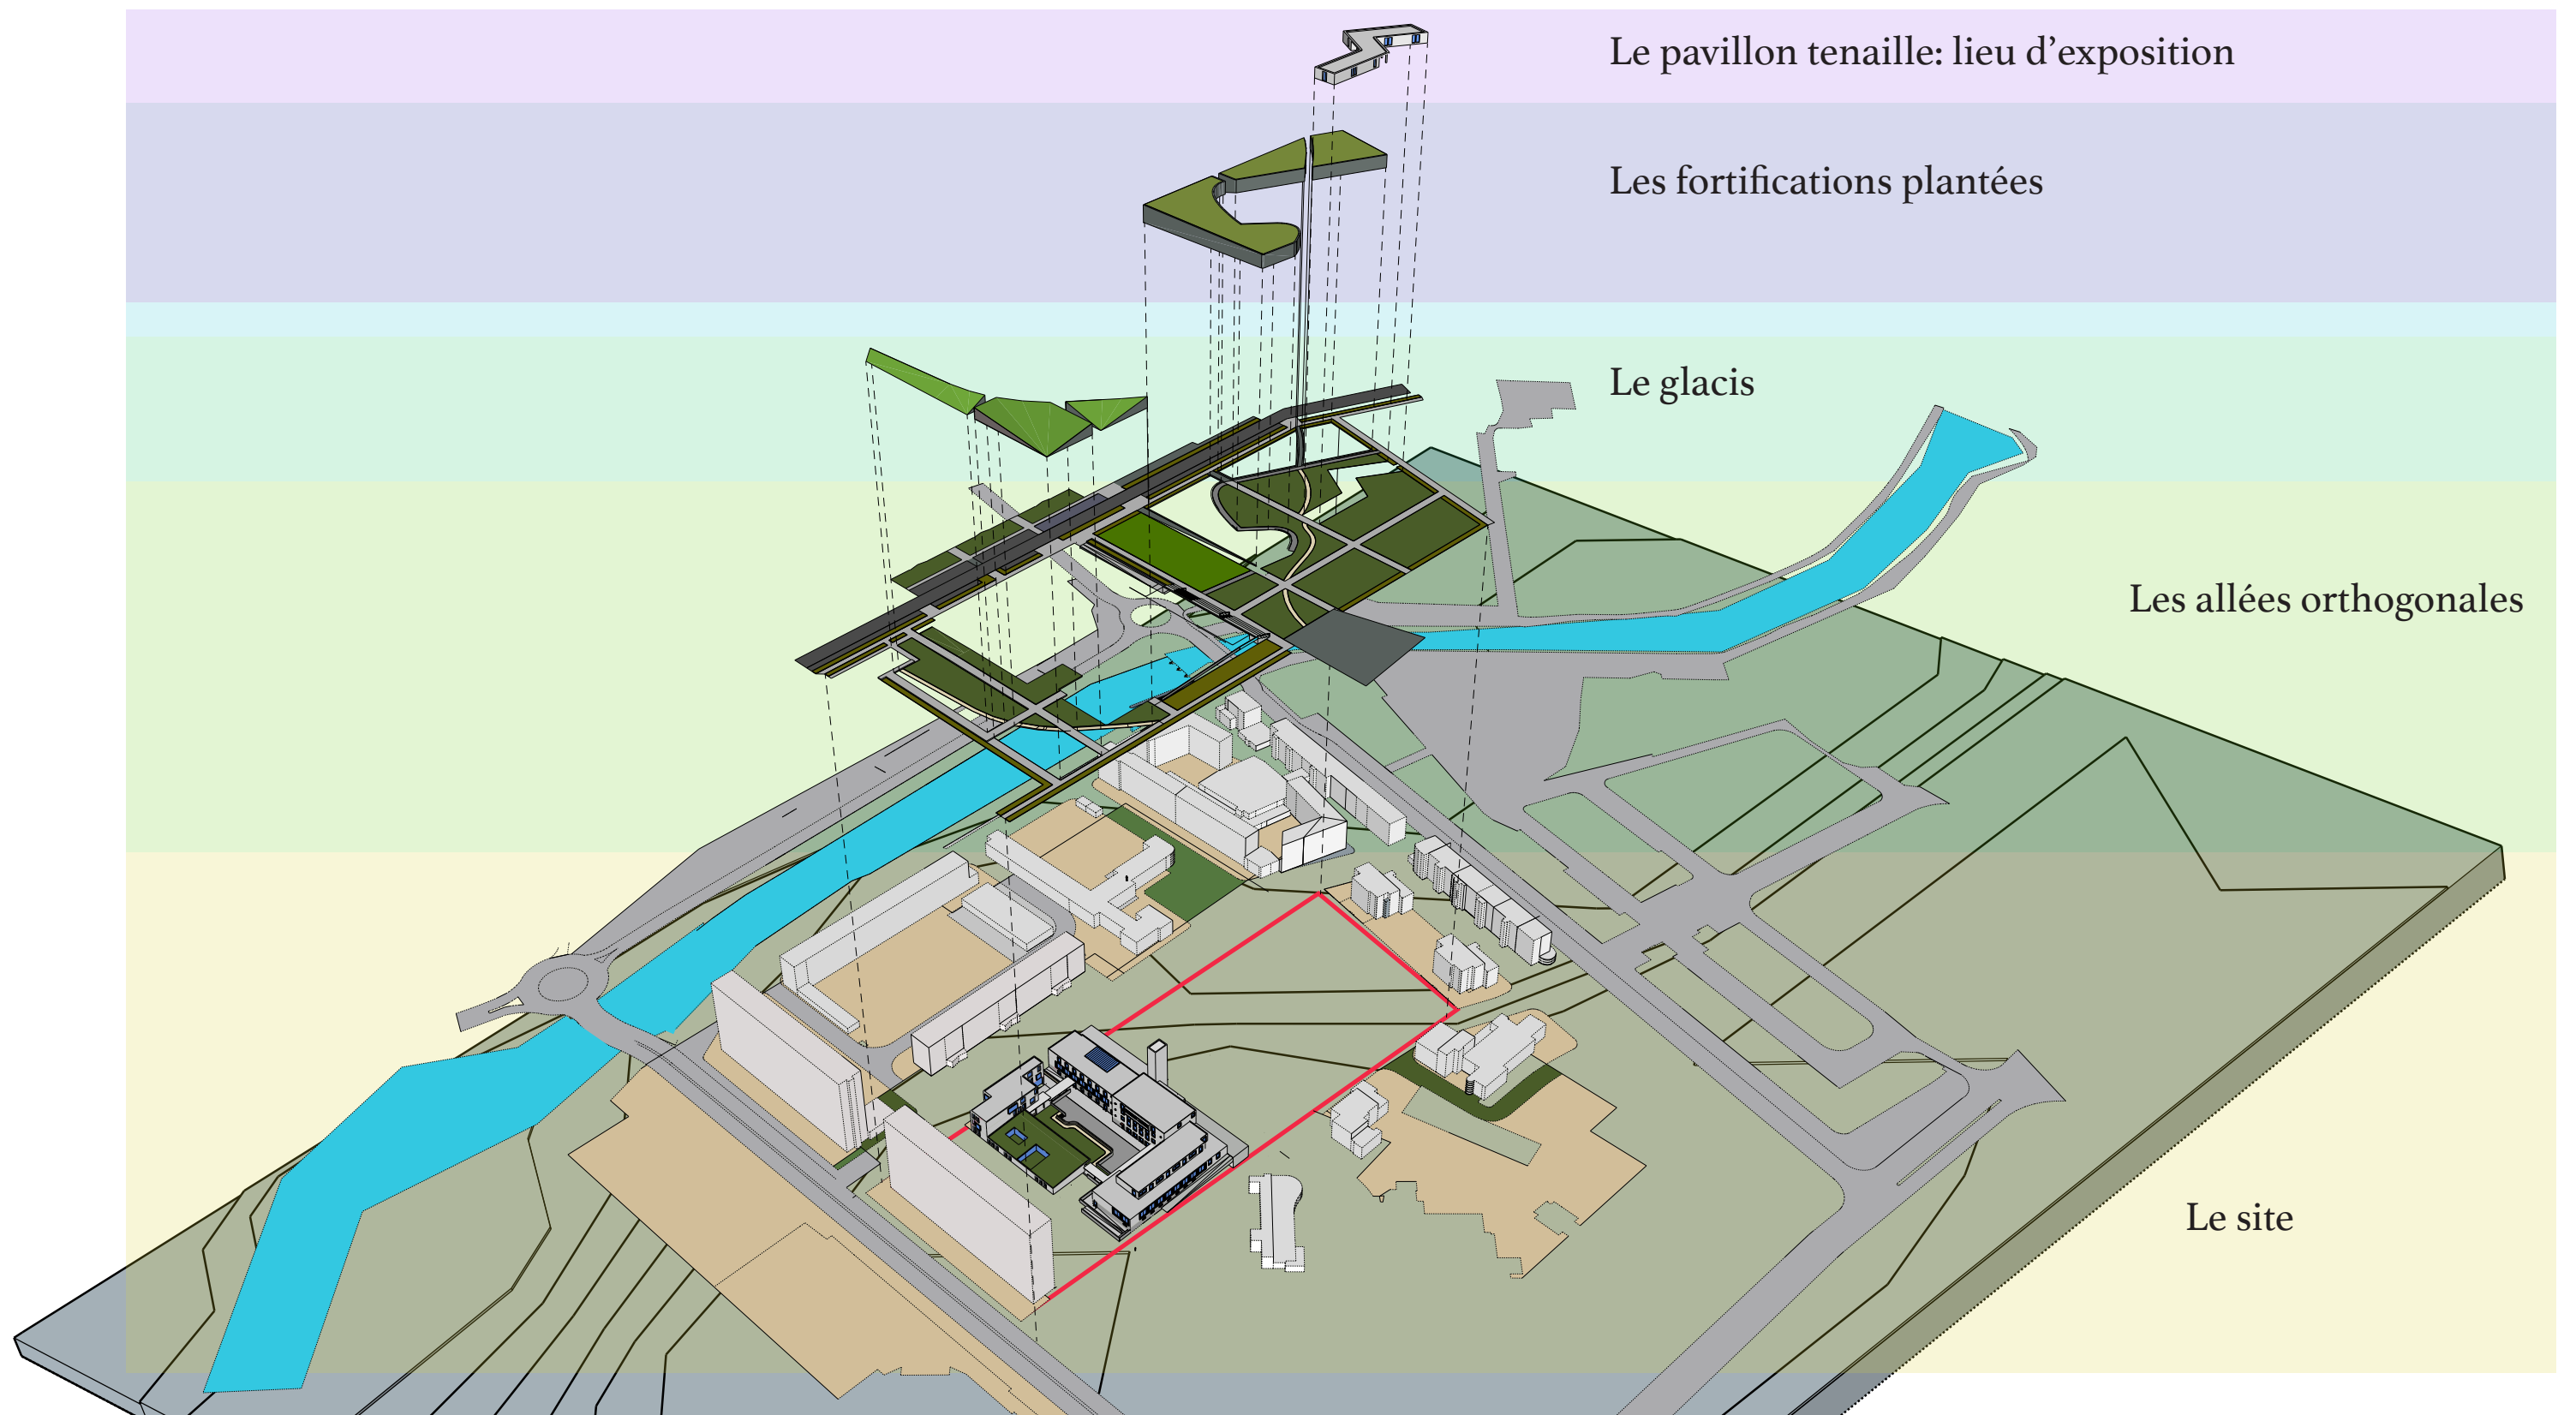 Le pavillon tenaille: lieu d’exposition
Les fortifications plantées
Le glacis
Les allées orthogonales
Le site